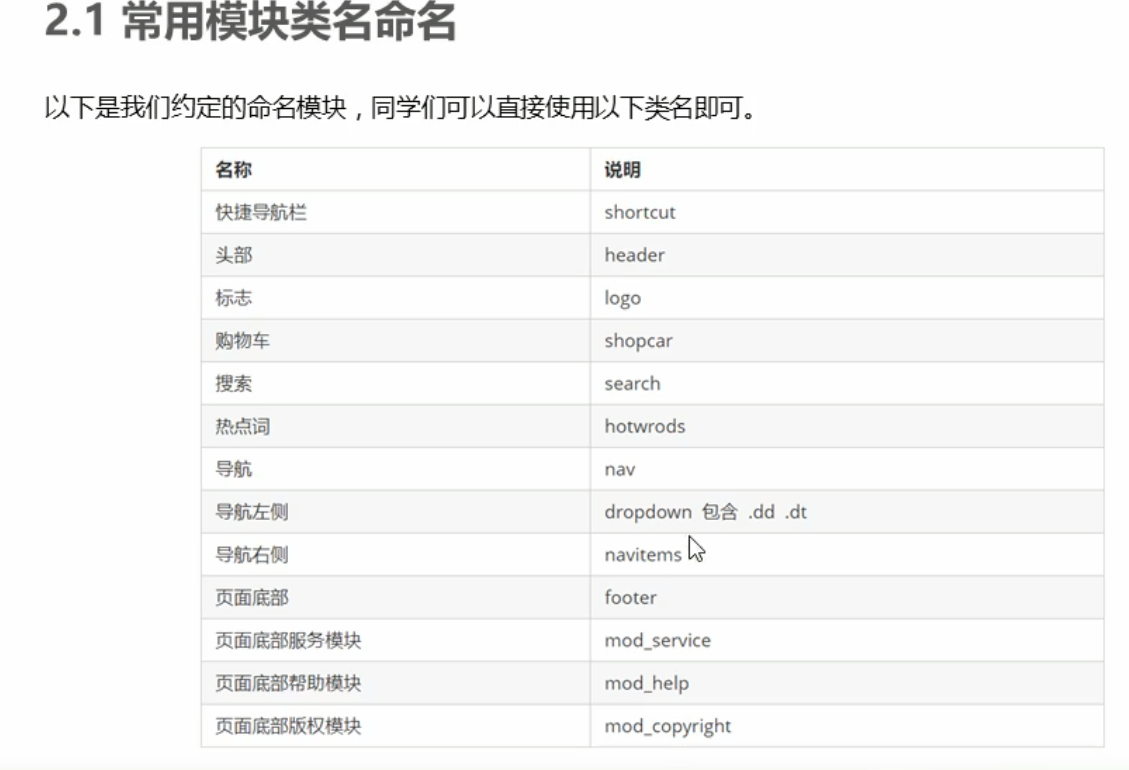 2.1 常用模块类名命名
以下是我们约定的命名模块，同学们可以直接使用以下类名即可。
名称 说明
快捷导航栏 shortcut
头部 header
标志 logo
购物车 shopcar
搜索 search
热点词 hotwrods
导航 nav
导航左侧 dropdown 包含 .dd .dt
导航右侧 navitems
页面底部 footer
页面底部服务模块 mod_service
页面底部帮助模块 mod_help
页面底部版权模块 mod_copyright